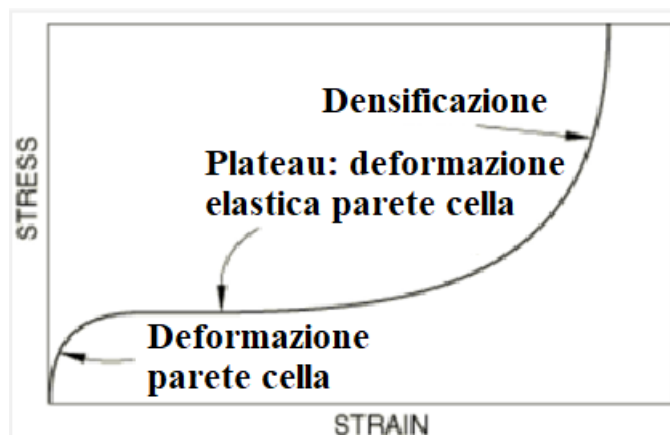 STRESS
Densificazione
Plateau: deformazione
elastica parete cella
Deformazione
parete cella
STRAIN